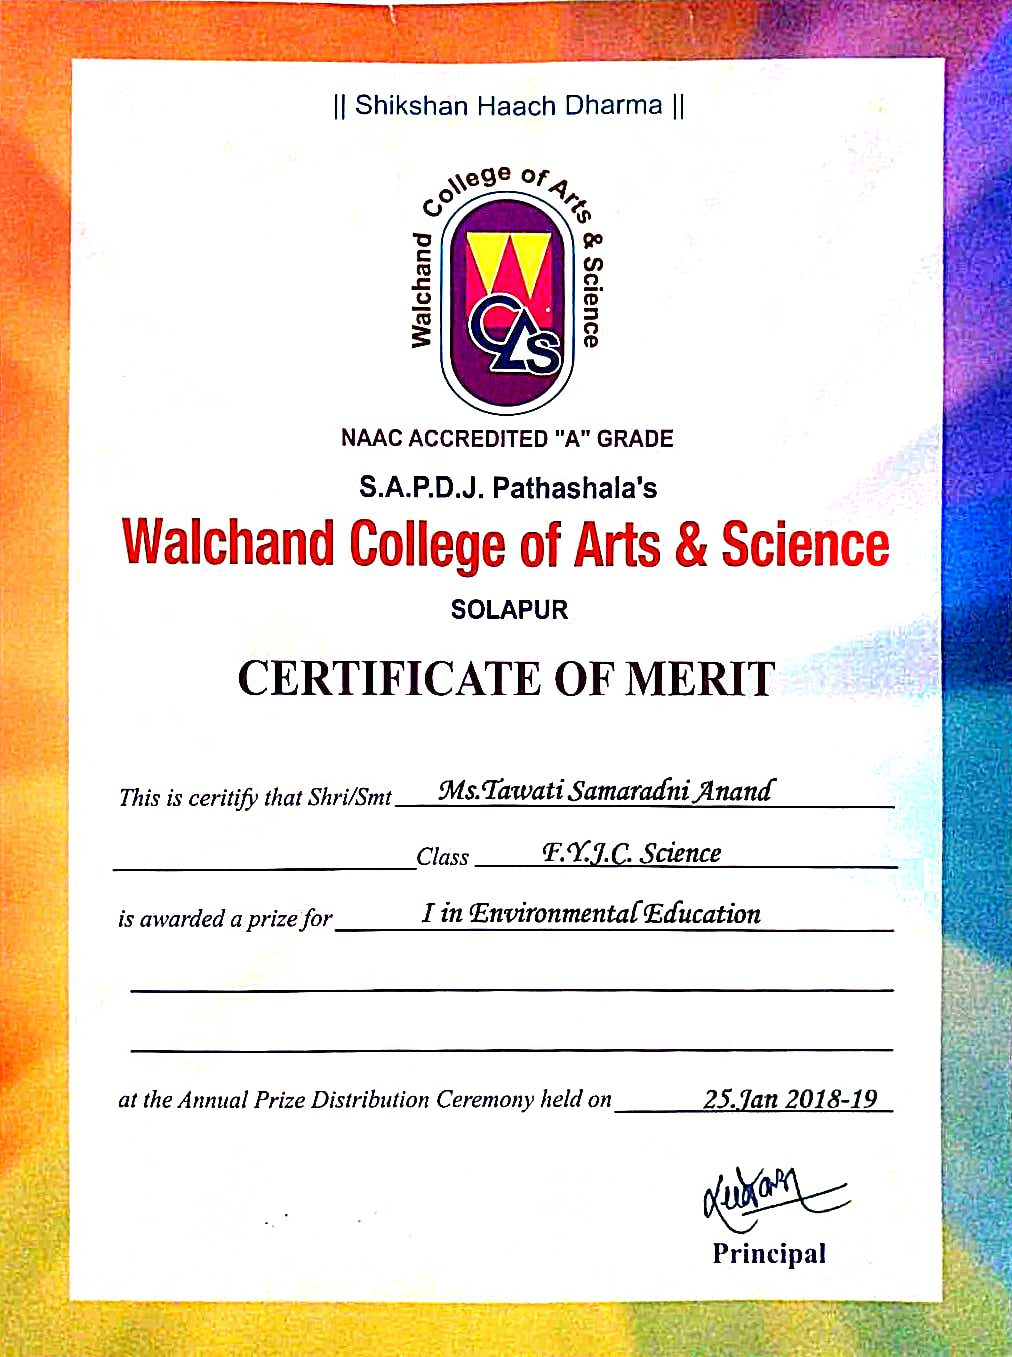 || Shikshan Haach Dharma ||
Walchand College of Arts & Science
W
CAS
NAAC ACCREDITED "A" GRADE
S.A.P.D.J. Pathashala's
Walchand College of Arts & Science
SOLAPUR
CERTIFICATE OF MERIT
This is ceritify that Shri/Smt Ms.Tawati Samaradni Anand
Class F.Y.J.C. Science
is awarded a prize for I in Environmental Education
at the Annual Prize Distribution Ceremony held on 25.Jan 2018-19
Principal